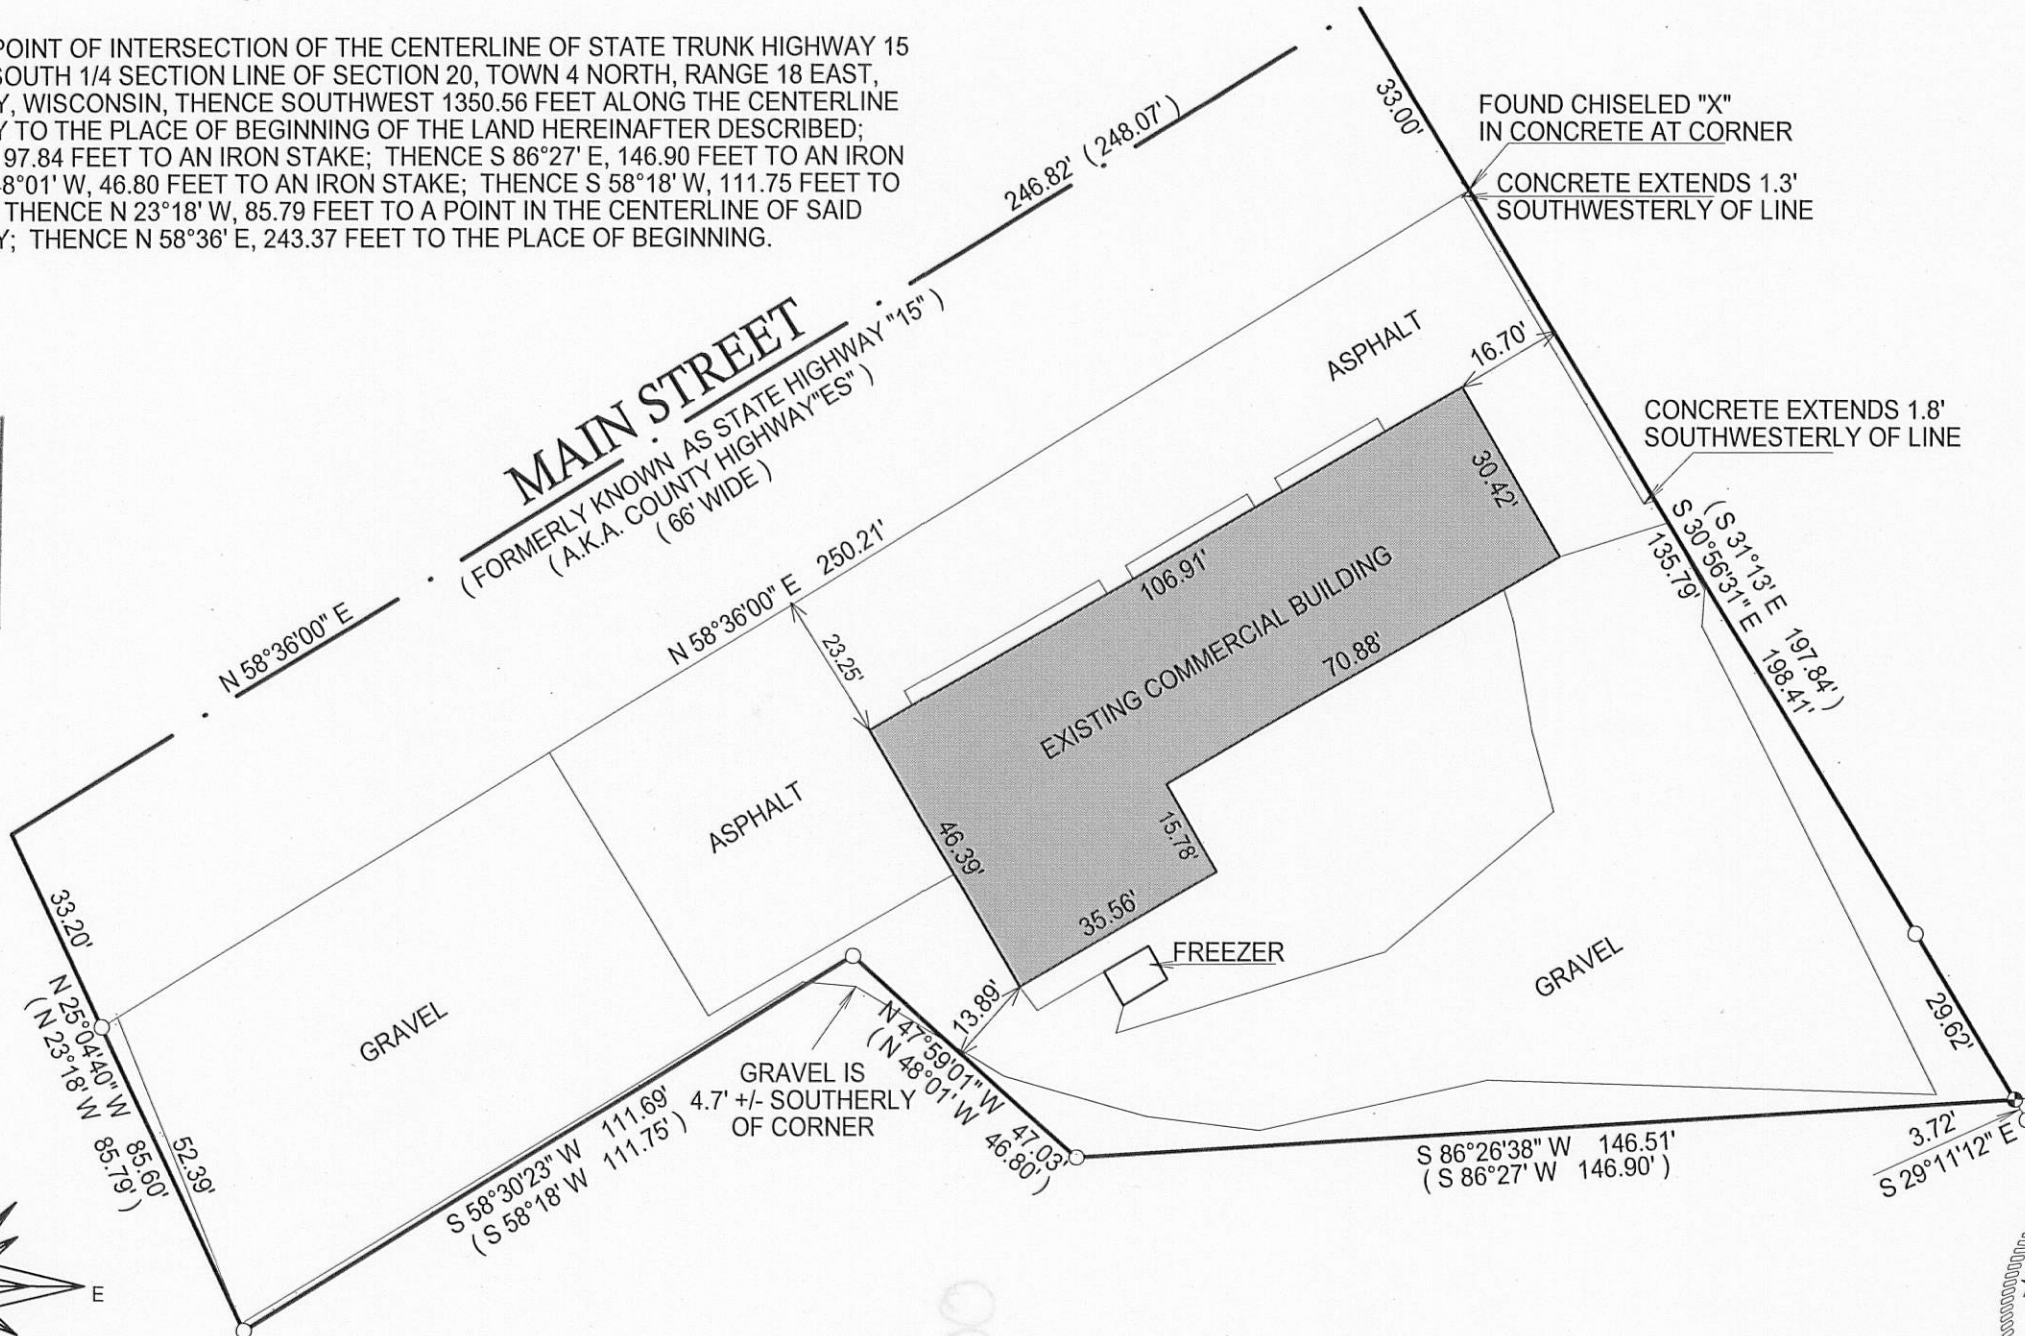 POINT OF INTERSECTION OF THE CENTERLINE OF STATE TRUNK HIGHWAY 15
SOUTH 1/4 SECTION LINE OF SECTION 20, TOWN 4 NORTH, RANGE 18 EAST,
Y, WISCONSIN, THENCE SOUTHWEST 1350.56 FEET ALONG THE CENTERLINE
Y TO THE PLACE OF BEGINNING OF THE LAND HEREINAFTER DESCRIBED;
97.84 FEET TO AN IRON STAKE; THENCE S 86°27' E, 146.90 FEET TO AN IRON
8°01' W, 46.80 FEET TO AN IRON STAKE; THENCE S 58°18' W, 111.75 FEET TO
THENCE N 23°18' W, 85.79 FEET TO A POINT IN THE CENTERLINE OF SAID
Y; THENCE N 58°36' E, 243.37 FEET TO THE PLACE OF BEGINNING.
33.00'
FOUND CHISELED "X"
IN CONCRETE AT CORNER
CONCRETE EXTENDS 1.3'
SOUTHWESTERLY OF LINE
246.82' ( 248.07' )
MAIN STREET
( FORMERLY KNOWN AS STATE HIGHWAY "15" )
( A.K.A. COUNTY HIGHWAY"ES" )
( 66' WIDE )
N 58°36'00" E
N 58°36'00" E 250.21'
ASPHALT
16.70'
CONCRETE EXTENDS 1.8'
SOUTHWESTERLY OF LINE
30.42'
106.91'
EXISTING COMMERCIAL BUILDING
70.88'
( S 31°13' E 197.84' )
S 30°56'31" E 198.41'
135.79'
23.25'
ASPHALT
46.39'
15.78'
35.56'
FREEZER
GRAVEL
33.20'
N 25°04'40" W 85.60'
( N 23°18' W 85.79' )
52.39'
GRAVEL
13.89'
N 47°59'01" W 47.03'
( N 48°01' W 46.80' )
GRAVEL IS
4.7' +/- SOUTHERLY
OF CORNER
S 58°30'23" W 111.69'
( S 58°18' W 111.75' )
S 86°26'38" W 146.51'
( S 86°27' W 146.90' )
29.62'
3.72'
S 29°11'12" E
E